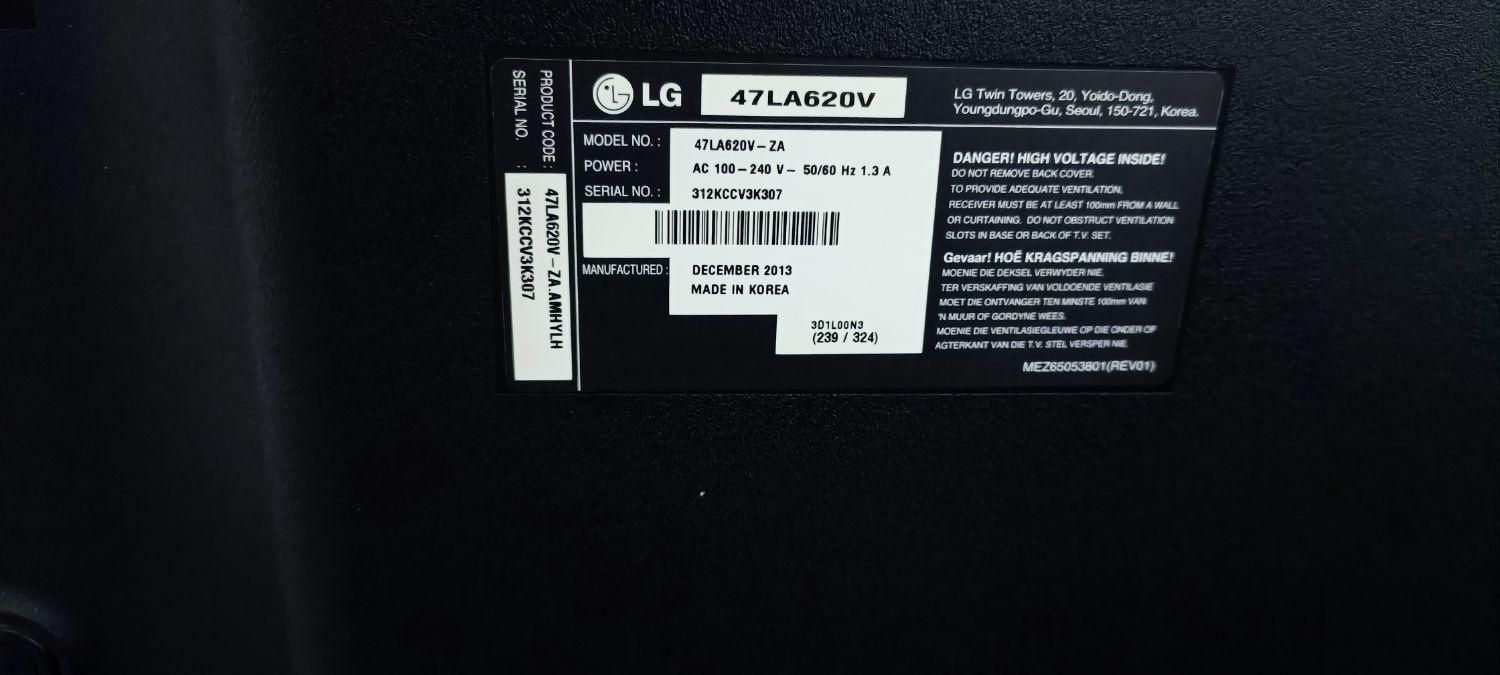 PRODUCT CODE :
SERIAL NO. :
47LA620V-ZA.AMHYLH
312KCCV3K307
LG
47LA620V
LG Twin Towers, 20, Yoido-Dong,
Youngdungpo-Gu, Seoul, 150-721, Korea.
MODEL NO. : 47LA620V-ZA
POWER : AC 100-240 V~ 50/60 Hz 1.3 A
SERIAL NO. : 312KCCV3K307
MANUFACTURED : DECEMBER 2013
MADE IN KOREA
3D1L00N3
(239 / 324)
DANGER! HIGH VOLTAGE INSIDE!
DO NOT REMOVE BACK COVER.
TO PROVIDE ADEQUATE VENTILATION,
RECEIVER MUST BE AT LEAST 100mm FROM A WALL
OR CURTAINING. DO NOT OBSTRUCT VENTILATION
SLOTS IN BASE OR BACK OF T.V. SET.
Gevaar! HOË KRAGSPANNING BINNE!
MOENIE DIE DEKSEL VERWYDER NIE.
TER VERSKAFFING VAN VOLDOENDE VENTILASIE
MOET DIE ONTVANGER TEN MINSTE 100mm VAN
'N MUUR OF GORDYNE WEES.
MOENIE DIE VENTILASIEGLEUWE OP DIE ONDER OF
AGTERKANT VAN DIE T.V. STEL VERSPER NIE.
MEZ65053801(REV01)